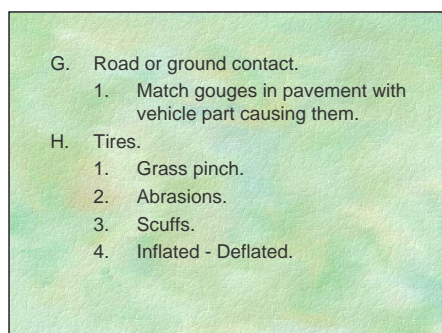 G. Road or ground contact.
1. Match gouges in pavement with
vehicle part causing them.
H. Tires.
1. Grass pinch.
2. Abrasions.
3. Scuffs.
4. Inflated - Deflated.